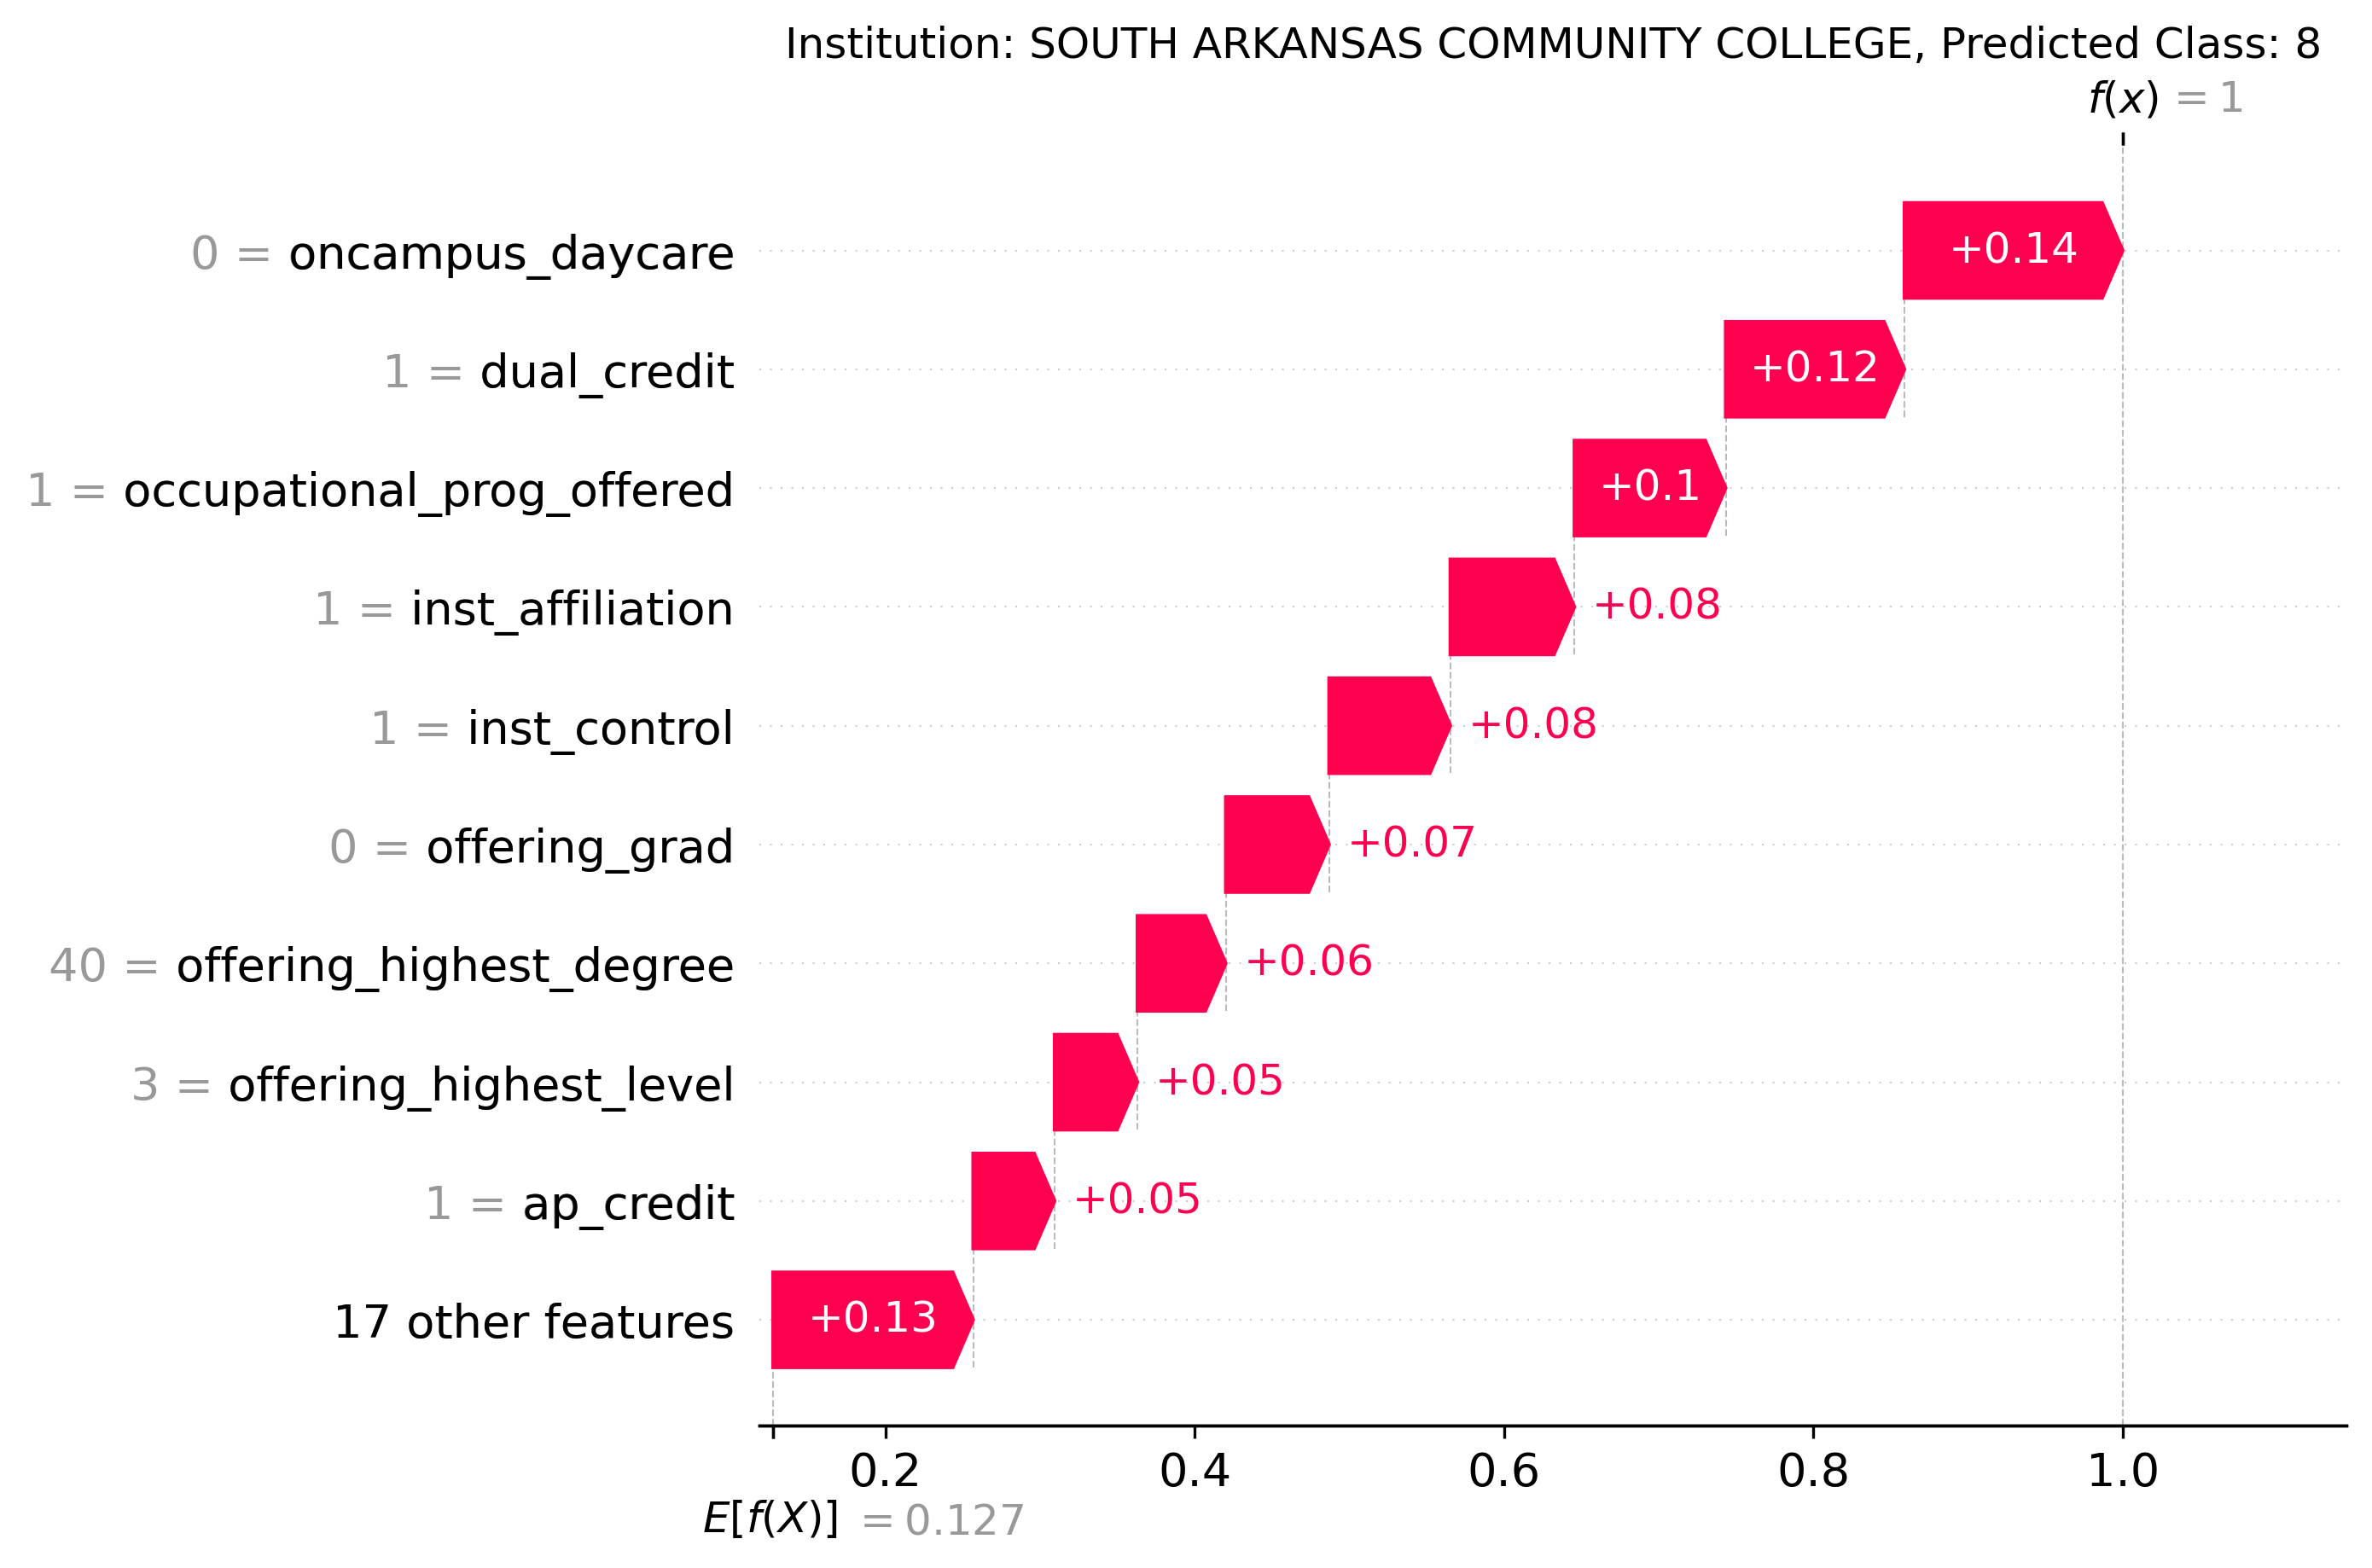 Institution: SOUTH ARKANSAS COMMUNITY COLLEGE, Predicted Class: 8
f(x) = 1
0 = oncampus_daycare +0.14
1 = dual_credit +0.12
1 = occupational_prog_offered +0.1
1 = inst_affiliation +0.08
1 = inst_control +0.08
0 = offering_grad +0.07
40 = offering_highest_degree +0.06
3 = offering_highest_level +0.05
1 = ap_credit +0.05
17 other features +0.13
0.2 0.4 0.6 0.8 1.0
E[f(X)] = 0.127